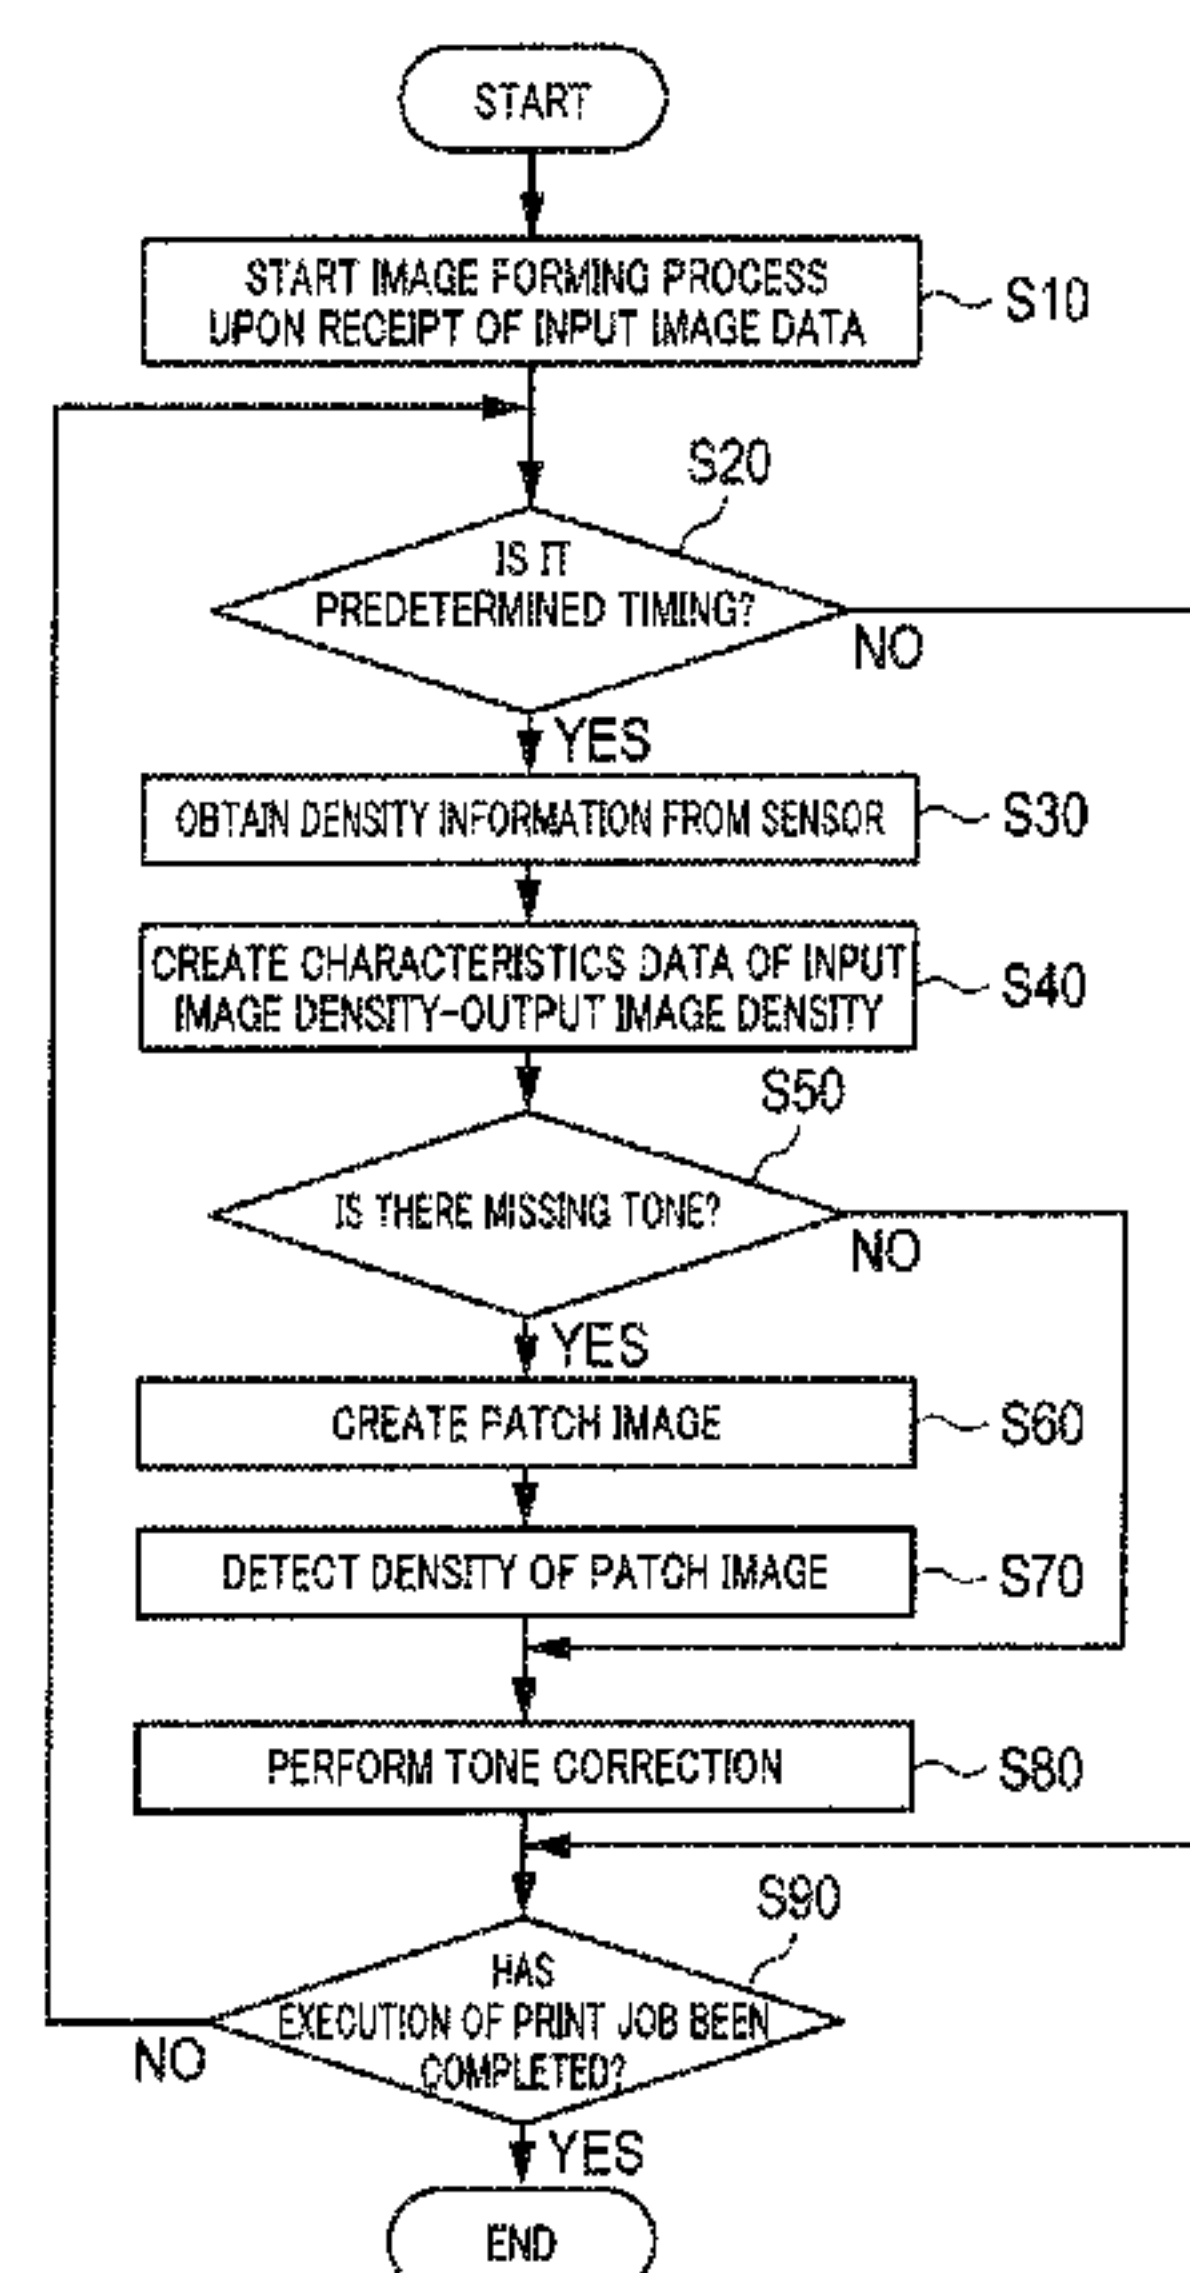 START
START IMAGE FORMING PROCESS
UPON RECEIPT OF INPUT IMAGE DATA
S10
S20
IS IT
PREDETERMINED TIMING?
NO
YES
OBTAIN DENSITY INFORMATION FROM SENSOR
S30
CREATE CHARACTERISTICS DATA OF INPUT
IMAGE DENSITY-OUTPUT IMAGE DENSITY
S40
S50
IS THERE MISSING TONE?
NO
YES
CREATE PATCH IMAGE
S60
DETECT DENSITY OF PATCH IMAGE
S70
PERFORM TONE CORRECTION
S80
S90
HAS
EXECUTION OF PRINT JOB BEEN
COMPLETED?
NO
YES
END